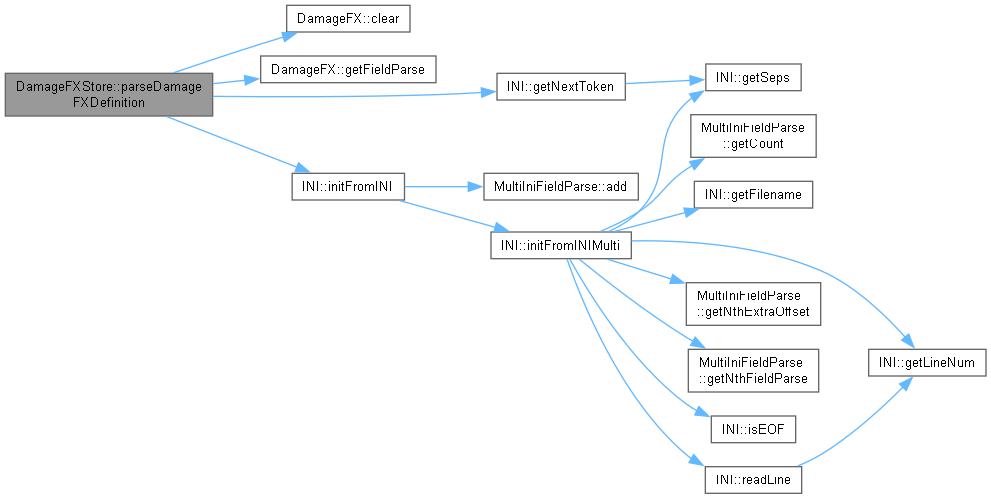 DamageFX::clear
DamageFX::getFieldParse
DamageFXStore::parseDamage
FXDefinition
INI::getNextToken
INI::getSeps
MultiIniFieldParse
::getCount
INI::initFromINI
MultiIniFieldParse::add
INI::getFilename
INI::initFromINIMulti
MultiIniFieldParse
::getNthExtraOffset
MultiIniFieldParse
::getNthFieldParse
INI::getLineNum
INI::isEOF
INI::readLine